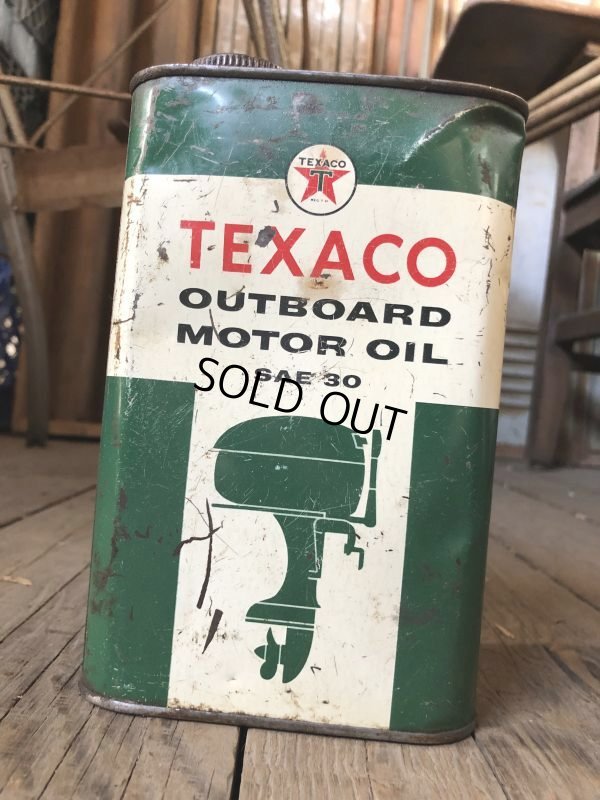 TEXACO
T
TEXACO
OUTBOARD
MOTOR OIL
SAE 30
SOLD OUT